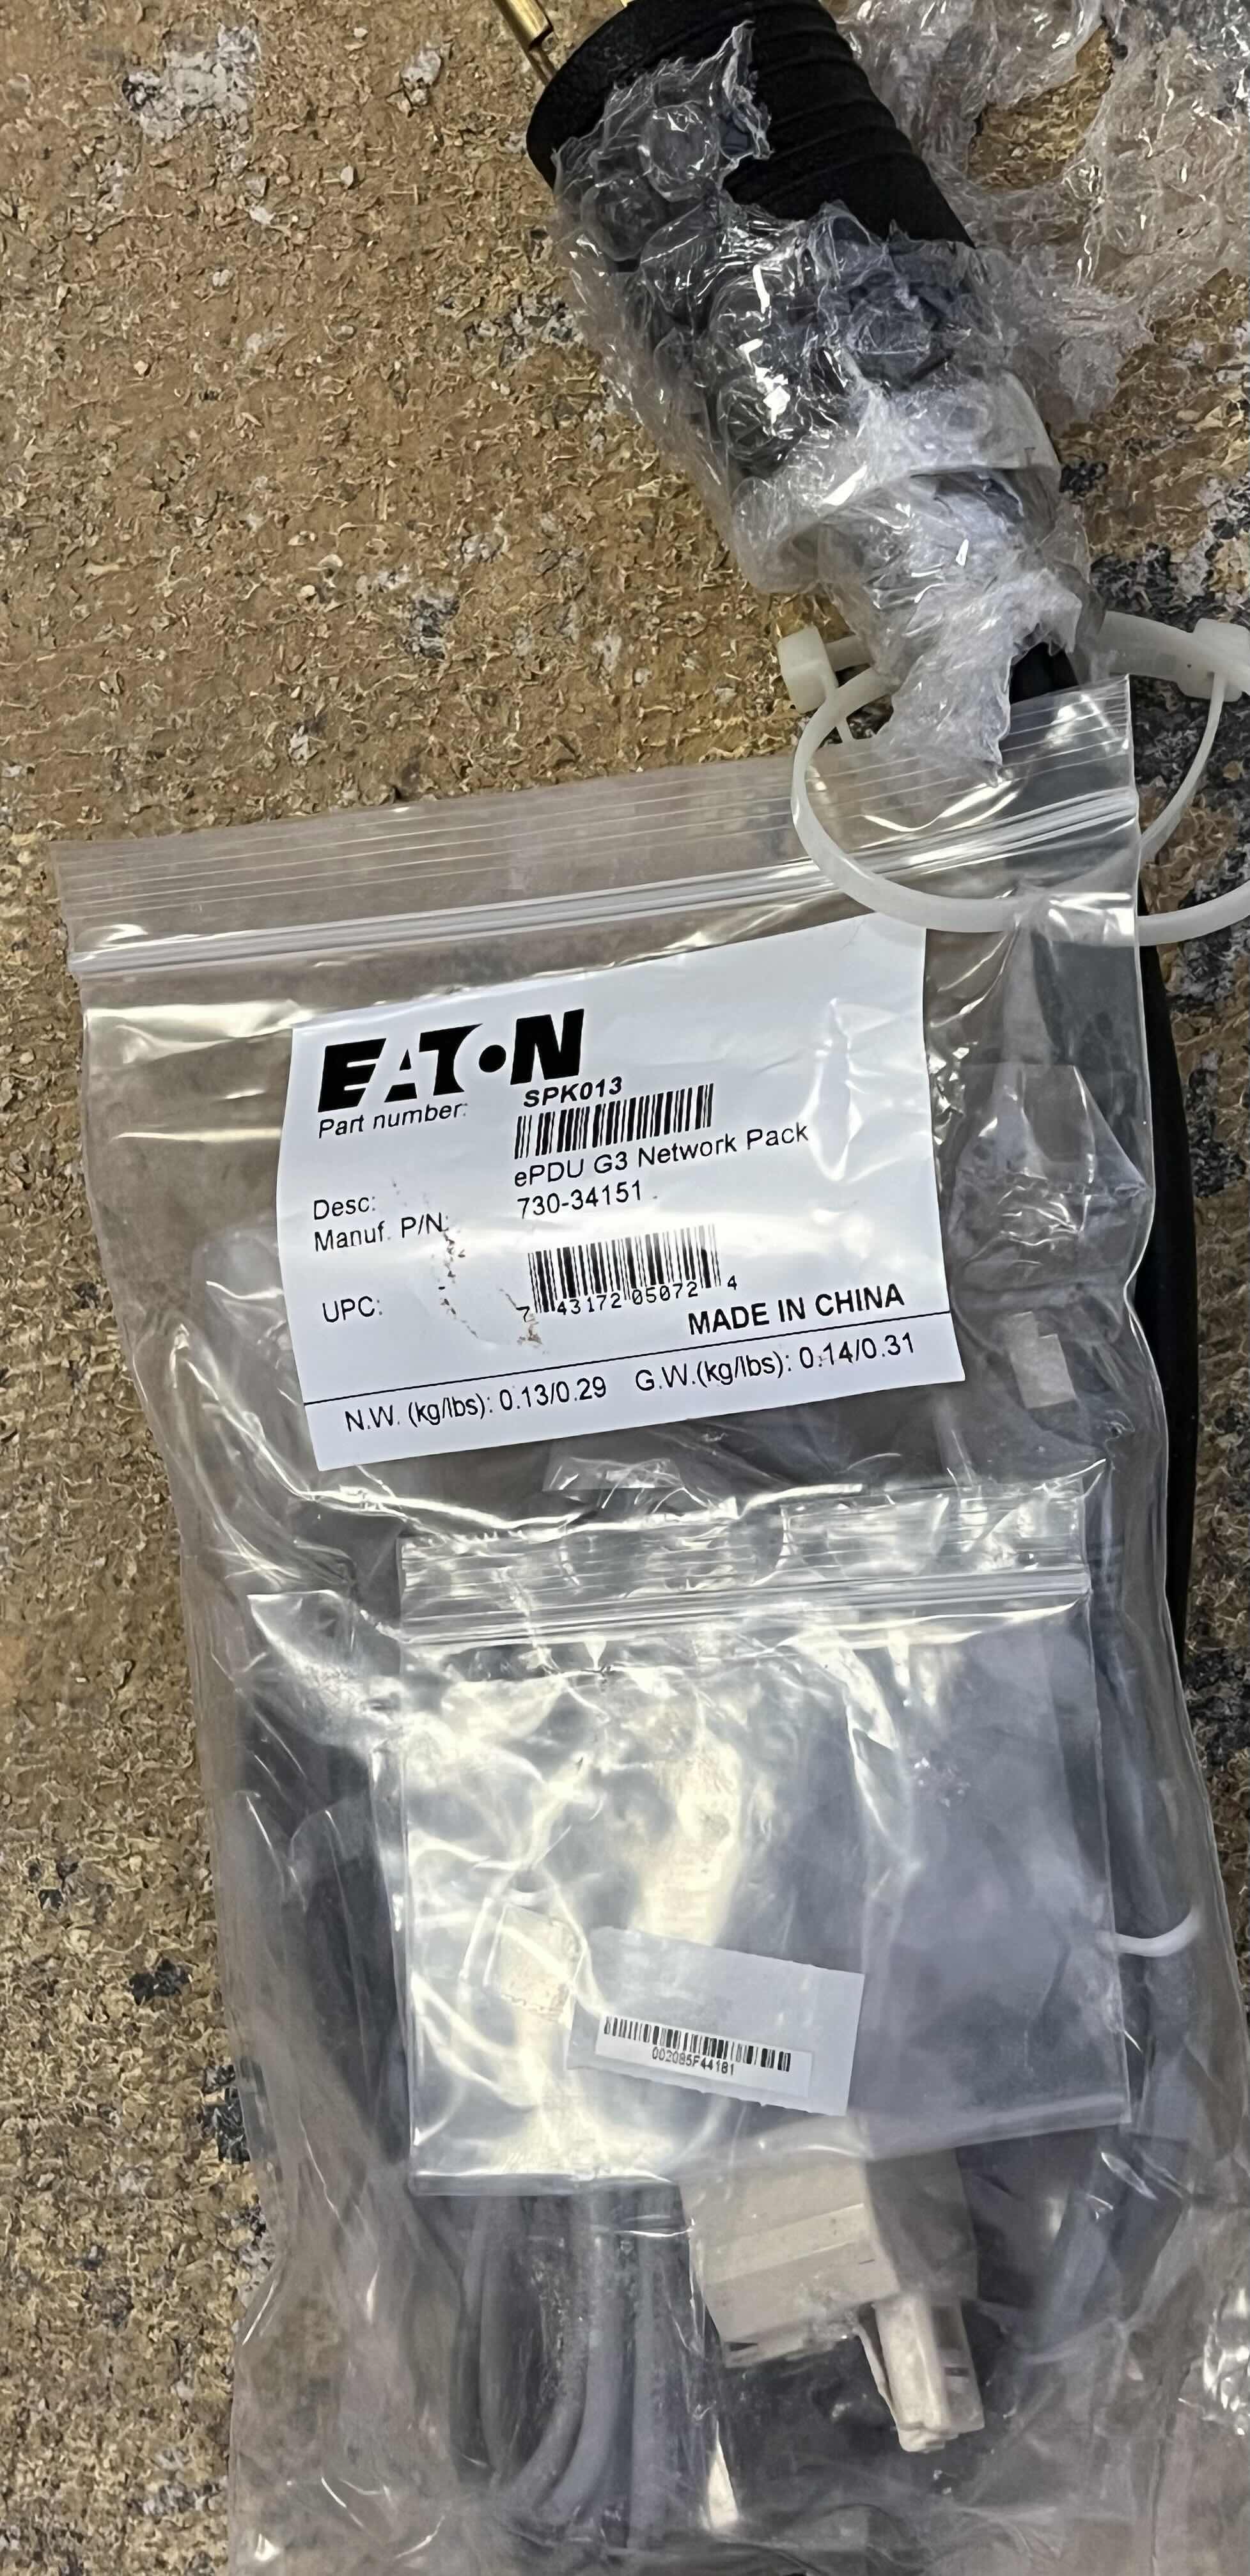 EATON
Part number: SPK013
Desc: ePDU G3 Network Pack
Manuf. P/N: 730-34151
UPC: 7 43172 05072 4
MADE IN CHINA
N.W. (kg/lbs): 0.13/0.29 G.W.(kg/lbs): 0.14/0.31
002085F44181